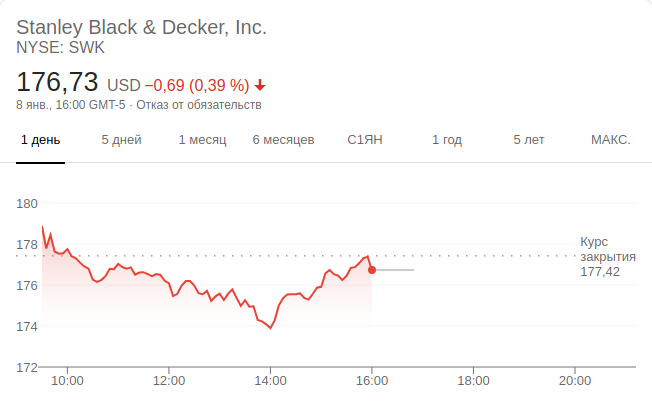 Stanley Black & Decker, Inc.
NYSE: SWK
176,73 USD −0,69 (0,39 %)
8 янв., 16:00 GMT-5 · Отказ от обязательств
1 день 5 дней 1 месяц 6 месяцев С1ЯН 1 год 5 лет МАКС.
180
178
Курс
закрытия
177,42
176
174
172
10:00 12:00 14:00 16:00 18:00 20:00